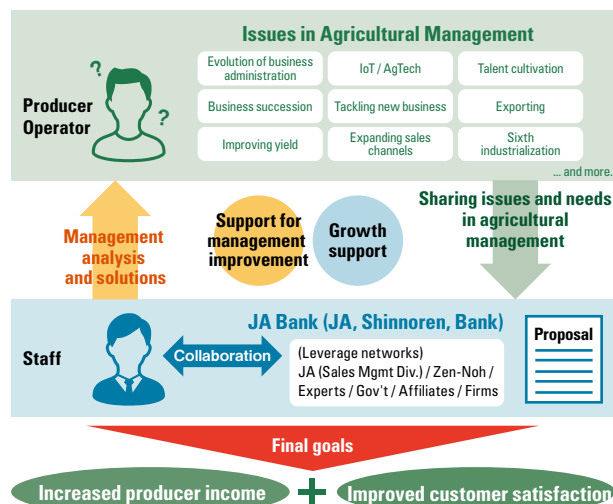 Issues in Agricultural Management
?
?
Producer
Operator
Evolution of business
administration
IoT / AgTech
Talent cultivation
Business succession
Tackling new business
Exporting
Improving yield
Expanding sales
channels
Sixth
industrialization
... and more.
Management
analysis
and solutions
Support for
management
improvement
Growth
support
Sharing issues and needs
in agricultural
management
Staff
Collaboration
JA Bank (JA, Shinnoren, Bank)
(Leverage networks)
JA (Sales Mgmt Div.) / Zen-Noh /
Experts / Gov't / Affiliates / Firms
Proposal
Final goals
Increased producer income
+
Improved customer satisfaction